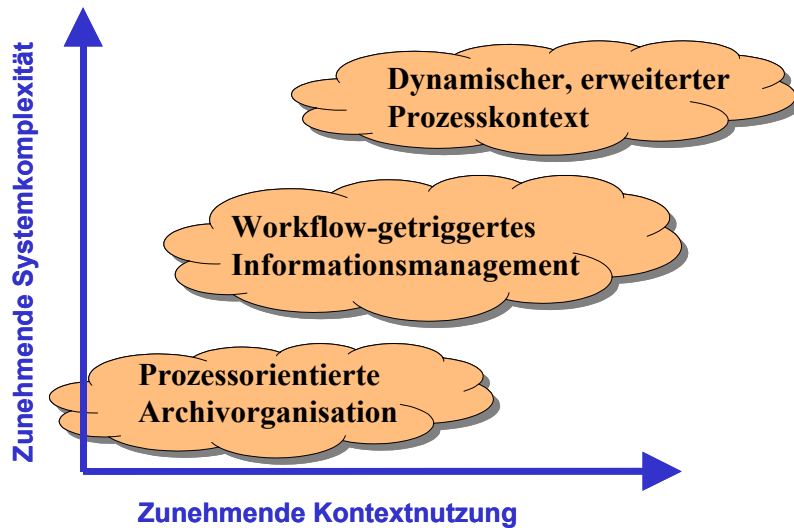 Zunehmende Systemkomplexität
Dynamischer, erweiterter
Prozesskontext
Workflow-getriggertes
Informationsmanagement
Prozessorientierte
Archivorganisation
Zunehmende Kontextnutzung